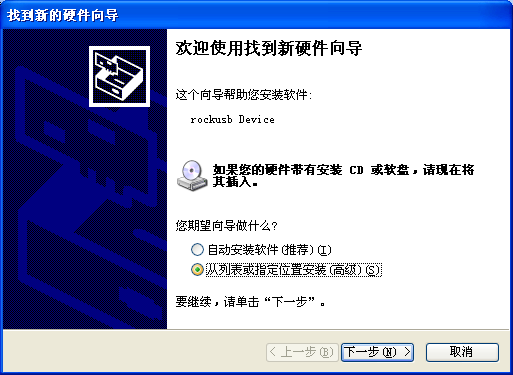 找到新的硬件向导
欢迎使用找到新硬件向导
这个向导帮助您安装软件:
rockusb Device
如果您的硬件带有安装 CD 或软盘,请现在将
其插入。
您期望向导做什么?
自动安装软件(推荐)(I)
从列表或指定位置安装(高级)(S)
要继续,请单击“下一步”。
< 上一步(B)
下一步(N) >
取消